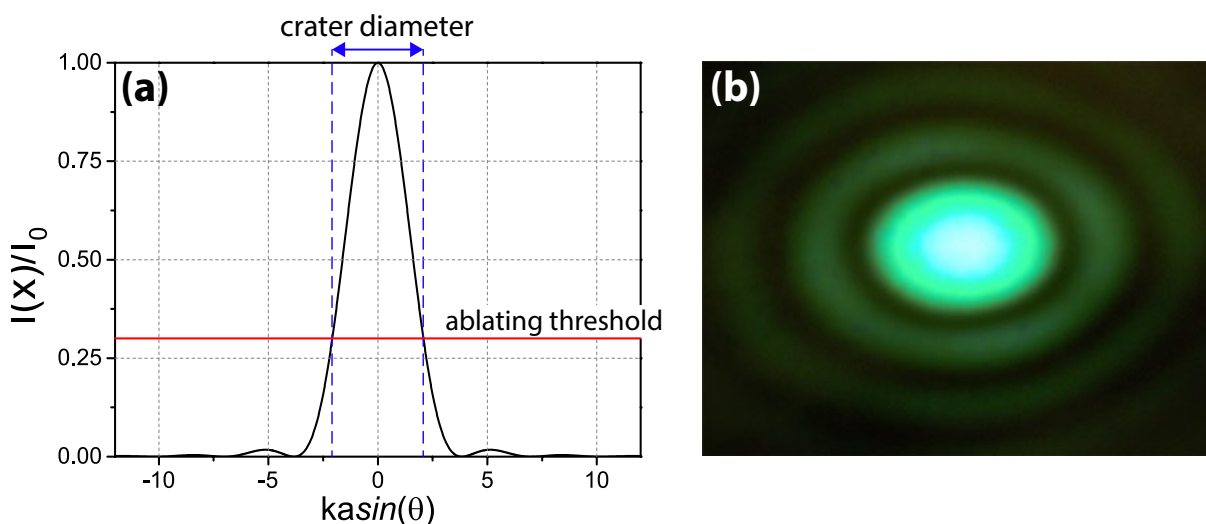 crater diameter
(a)
(b)
1.00
0.75
0.50
0.25
0.00
I(x)/I0
ablating threshold
-10 -5 0 5 10
kasin(θ)